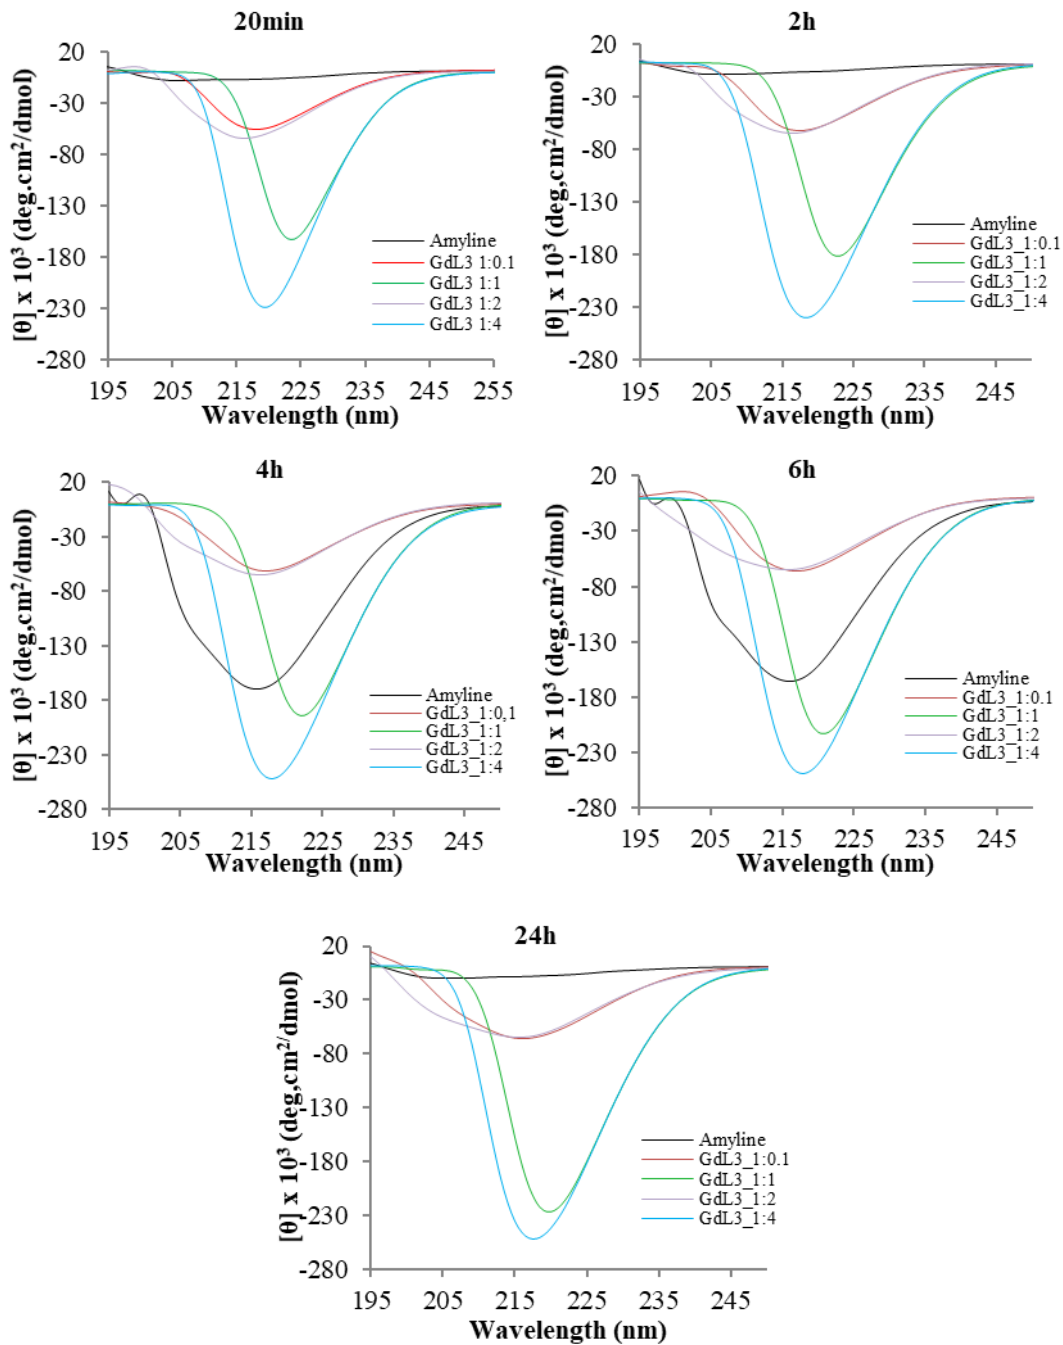 20min
20
-30
-80
-130
-180
-230
-280
[θ] x 10³ (deg.cm²/dmol)
Amyline
GdL3 1:0.1
GdL3 1:1
GdL3 1:2
GdL3 1:4
195 205 215 225 235 245 255
Wavelength (nm)
2h
20
-30
-80
-130
-180
-230
-280
[θ] x 10³ (deg,cm²/dmol)
Amyline
GdL3_1:0.1
GdL3_1:1
GdL3_1:2
GdL3_1:4
195 205 215 225 235 245
Wavelength (nm)
4h
20
-30
-80
-130
-180
-230
-280
[θ] x 10³ (deg,cm²/dmol)
Amyline
GdL3_1:0,1
GdL3_1:1
GdL3_1:2
GdL3_1:4
195 205 215 225 235 245
Wavelength (nm)
6h
20
-30
-80
-130
-180
-230
-280
[θ] x 10³ (deg,cm²/dmol)
Amyline
GdL3_1:0.1
GdL3_1:1
GdL3_1:2
GdL3_1:4
195 205 215 225 235 245
Wavelength (nm)
24h
20
-30
-80
-130
-180
-230
-280
[θ] x 10³ (deg,cm²/dmol)
Amyline
GdL3_1:0.1
GdL3_1:1
GdL3_1:2
GdL3_1:4
195 205 215 225 235 245
Wavelength (nm)